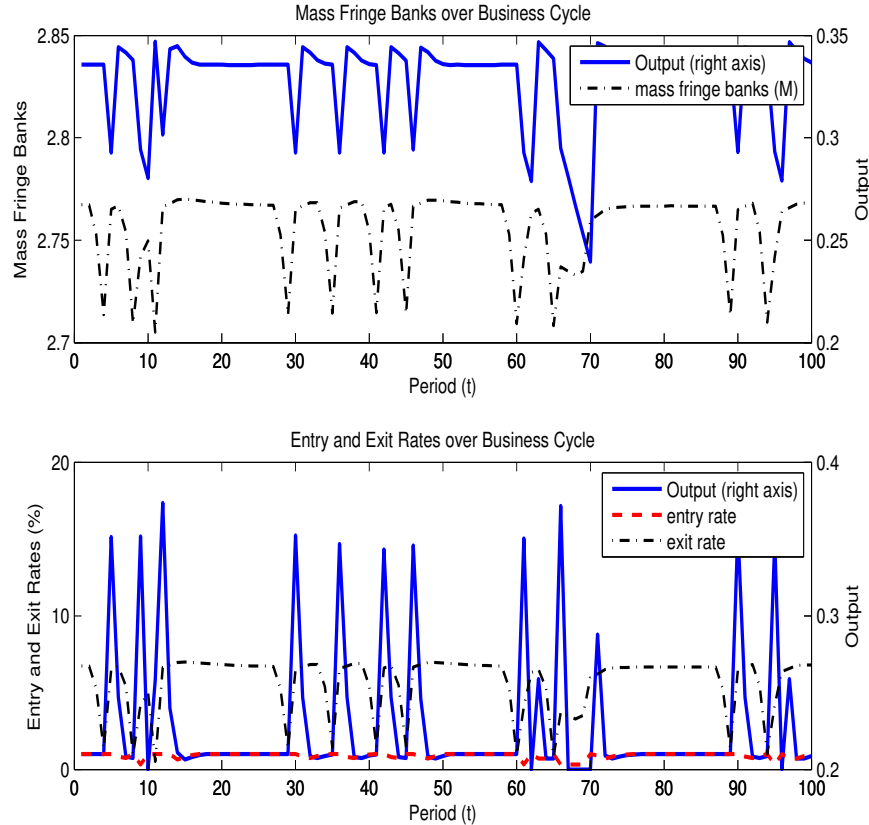 Mass Fringe Banks over Business Cycle
2.85
2.8
2.75
2.7
Mass Fringe Banks
0.35
0.3
0.25
0.2
Output
Output (right axis)
mass fringe banks (M)
0 10 20 30 40 50 60 70 80 90 100
Period (t)
Entry and Exit Rates over Business Cycle
20
10
0
Entry and Exit Rates (%)
0.4
0.3
0.2
Output
Output (right axis)
entry rate
exit rate
0 10 20 30 40 50 60 70 80 90 100
Period (t)